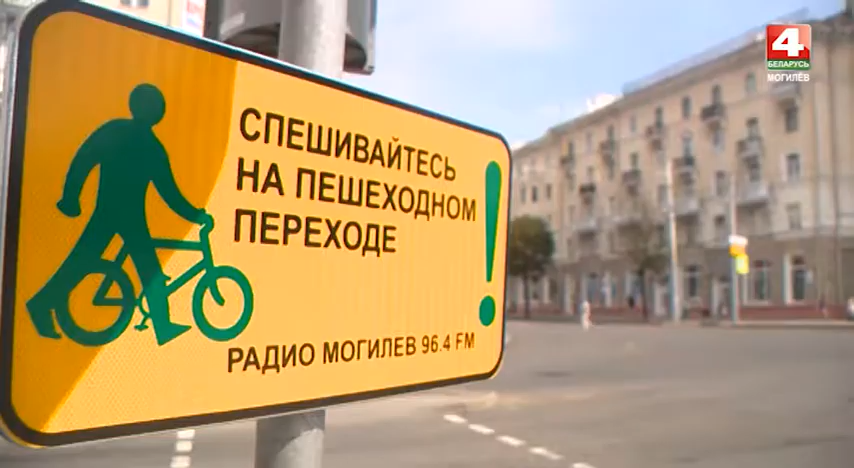 СПЕШИВАЙТЕСЬ
НА ПЕШЕХОДНОМ
ПЕРЕХОДЕ
!
РАДИО МОГИЛЕВ 96.4 FM
4
БЕЛАРУСЬ
МОГИЛЁВ